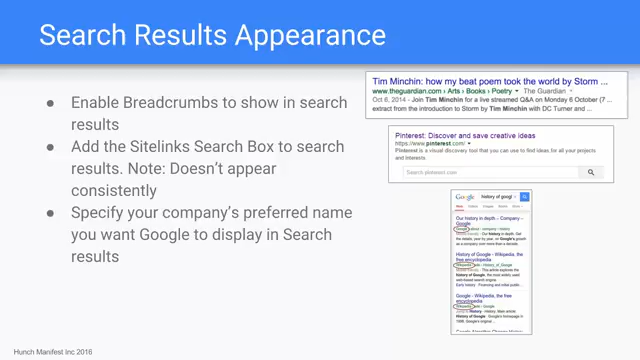 Search Results Appearance
● Enable Breadcrumbs to show in search
results
● Add the Sitelinks Search Box to search
results. Note: Doesn't appear
consistently
● Specify your company's preferred name
you want Google to display in Search
results
Tim Minchin: how my beat poem took the world by Storm ...
www.theguardian.com › Arts › Books › Poetry ▾ The Guardian ▾
Oct 6, 2014 - Join Tim Minchin for a live streamed Q&A on Monday 6 October (7 ...
extract from the introduction to Storm by Tim Minchin with DC Turner and ...
Pinterest: Discover and save creative ideas
https://www.pinterest.com/ ▾
Pinterest is a visual discovery tool that you can use to find ideas for all your projects
and interests.
Search pinterest.com
history of googl
Our history in depth – Company –
Google
History of Google - Wikipedia, the
free encyclopedia
Google - Wikipedia, the free
encyclopedia
Hunch Manifest Inc 2016